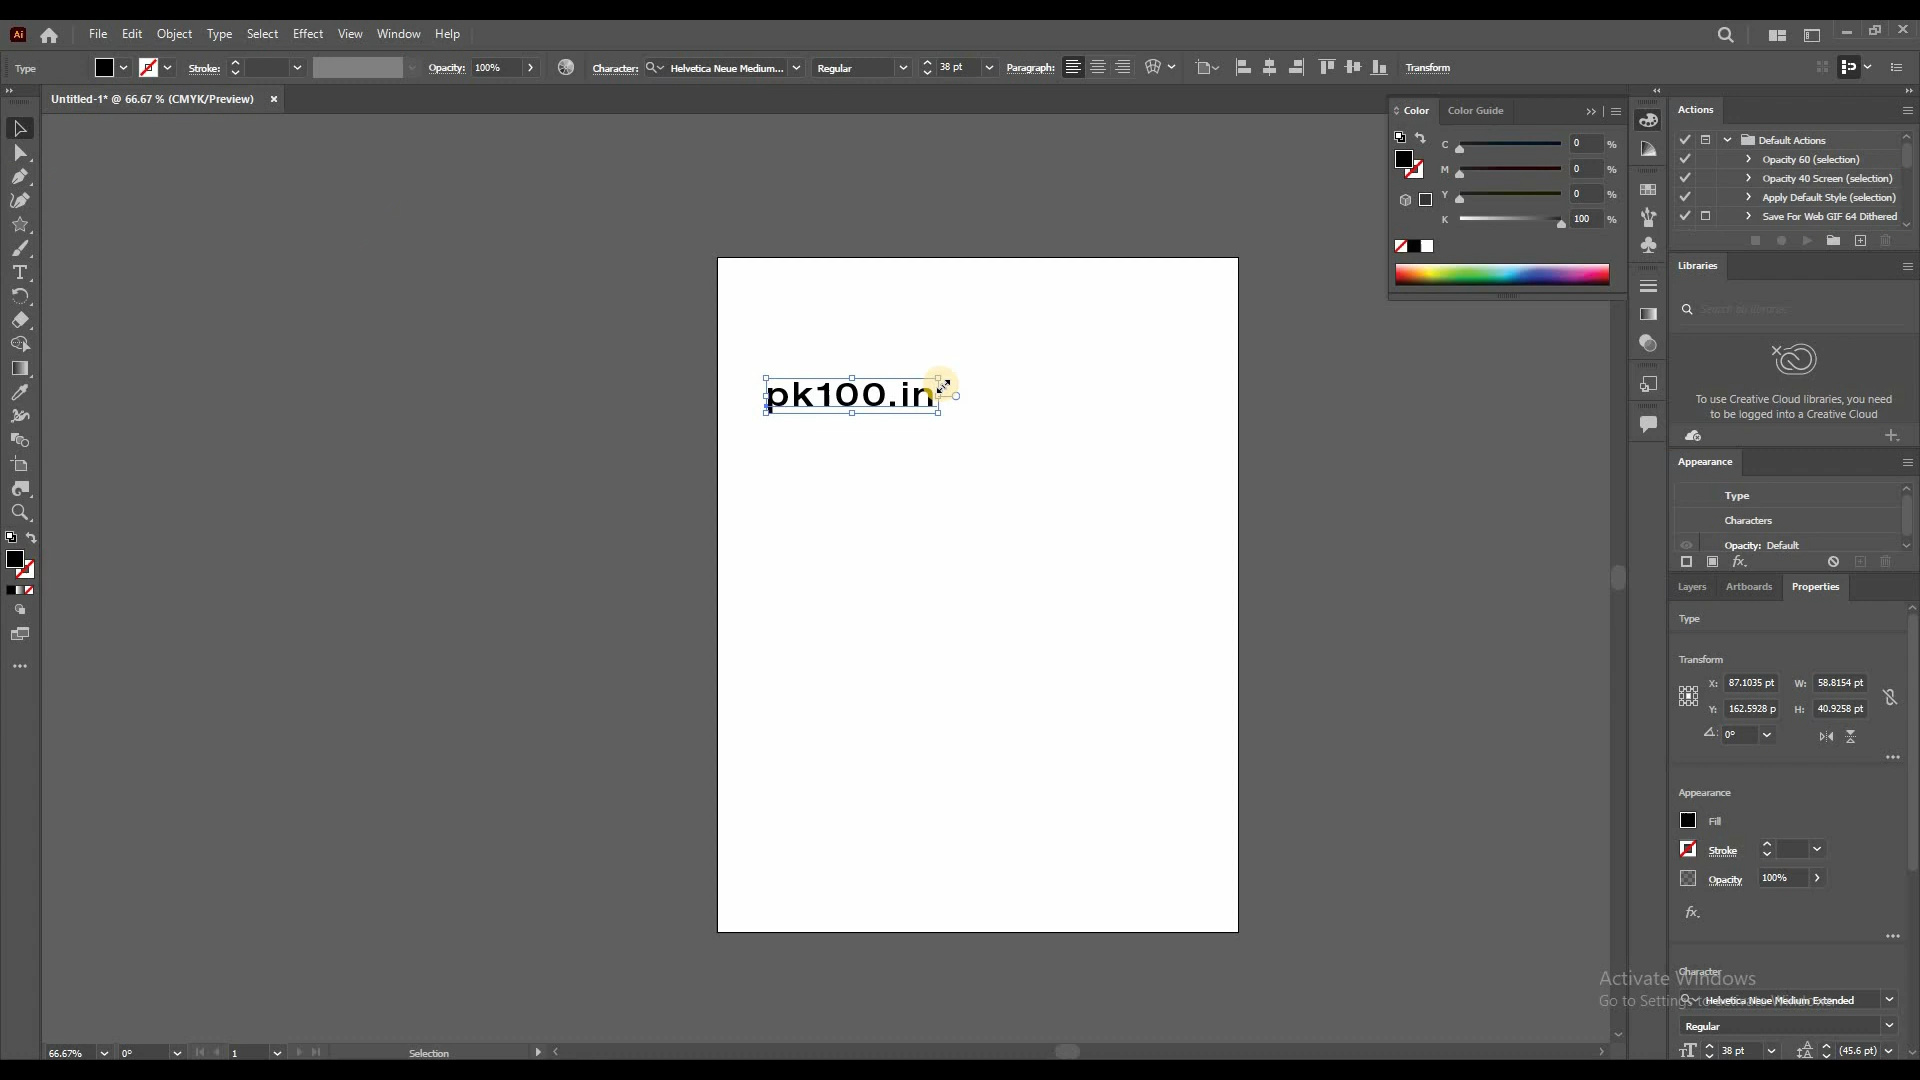 Ai File Edit Object Type Select Effect View Window Help
Type Stroke: Opacity: 100% Character: Helvetica Neue Medium... Regular 38 pt Paragraph: Transform
Untitled-1* @ 66.67 % (CMYK/Preview)
Color Color Guide
C 0 %
M 0 %
Y 0 %
K 100 %
Actions
Default Actions
Opacity 60 (selection)
Opacity 40 Screen (selection)
Apply Default Style (selection)
Save For Web GIF 64 Dithered
Libraries
To use Creative Cloud libraries, you need
to be logged into a Creative Cloud
pk100.in
Appearance
Type
Characters
Opacity: Default
fx.
Layers Artboards Properties
Type
Transform
X: 87.1035 pt W: 58.8154 pt
Y: 162.5928 p H: 40.9258 pt
0°
Appearance
Fill
Stroke
Opacity 100%
fx.
Character
Activate Windows
Helvetica Neue Medium Extended
Go to Settings to
Regular
38 pt (45.6 pt)
66.67% 0° 1 Selection